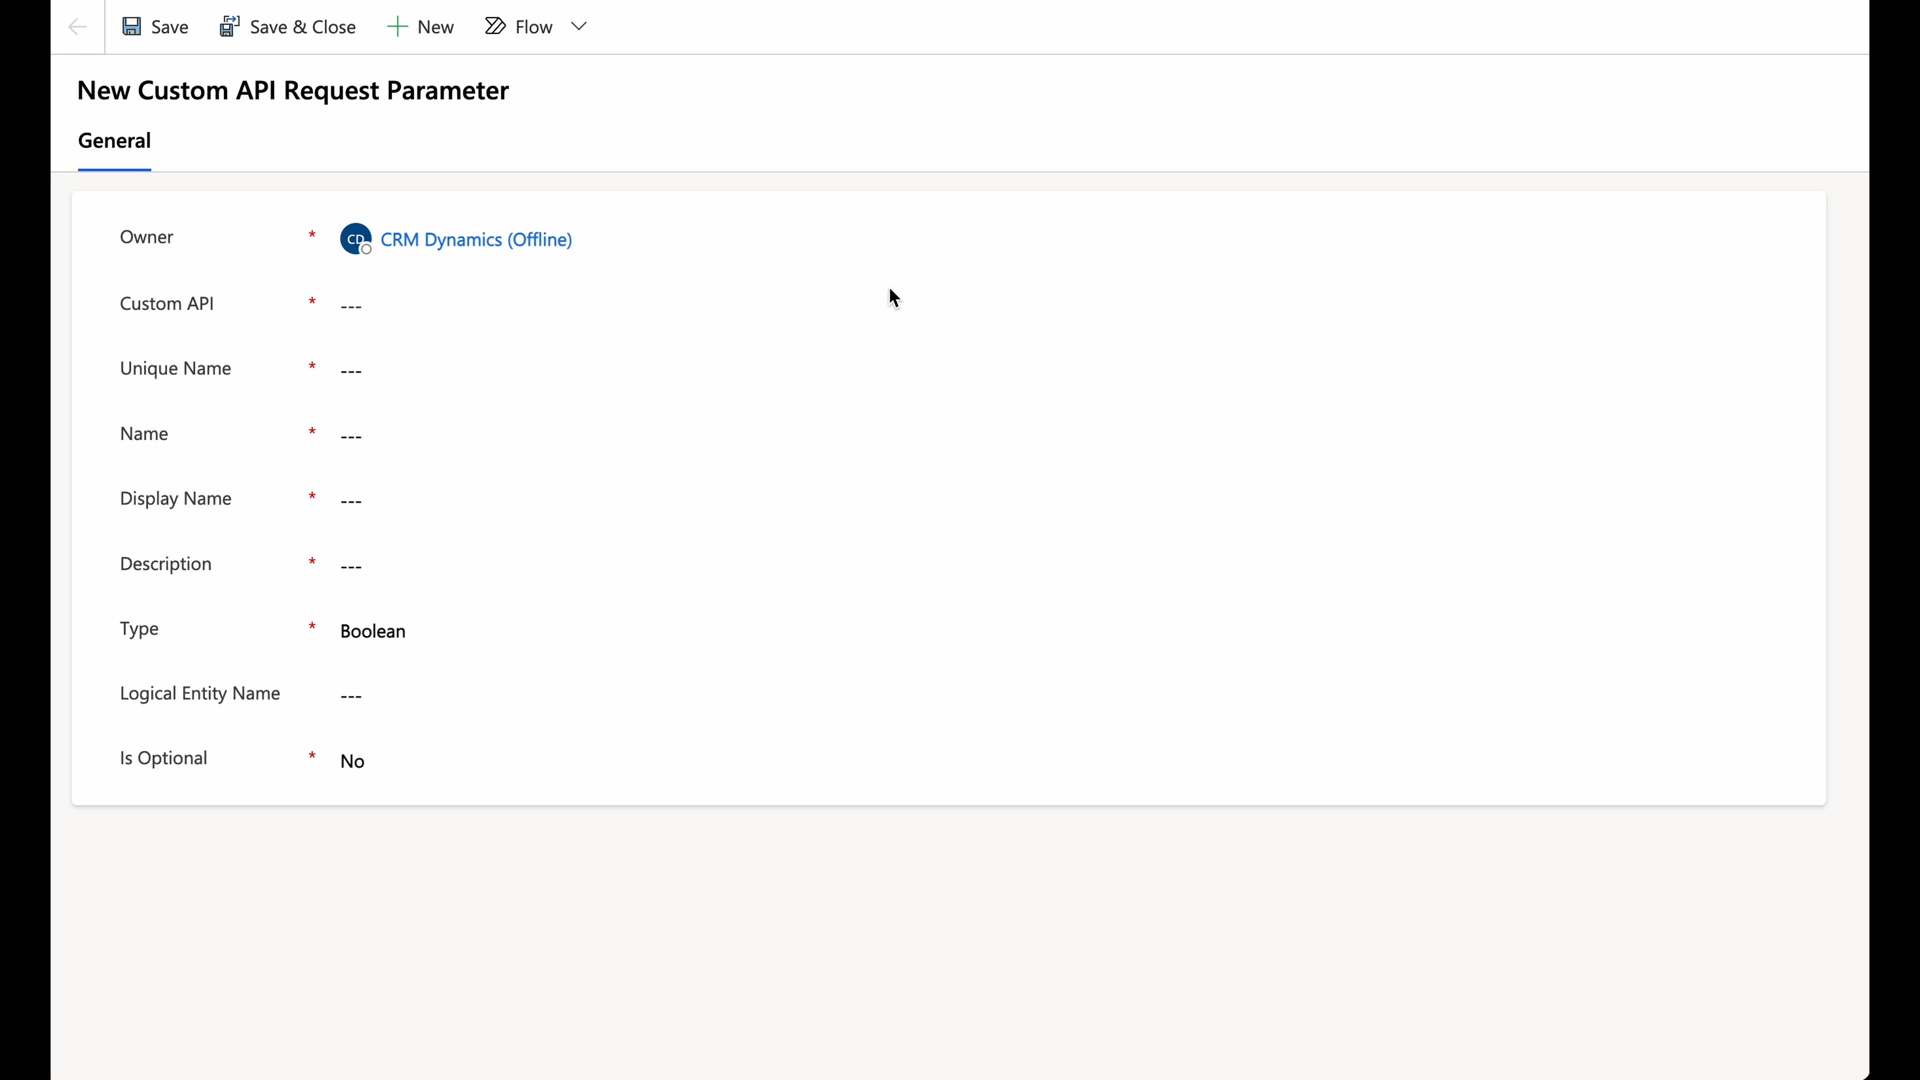 Save Save & Close New Flow
New Custom API Request Parameter
General
Owner * CD CRM Dynamics (Offline)
Custom API * ---
Unique Name * ---
Name * ---
Display Name * ---
Description * ---
Type * Boolean
Logical Entity Name ---
Is Optional * No